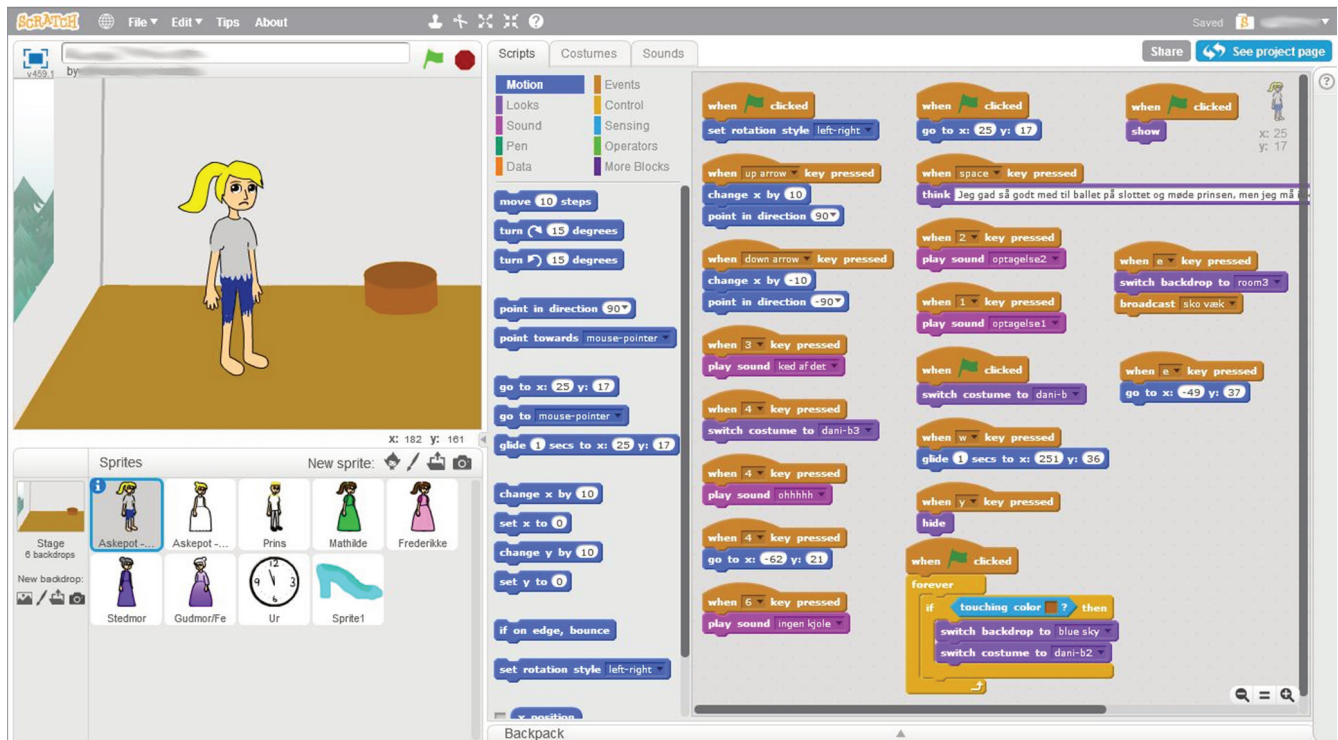 SCRATCH File Edit Tips About Saved
v459.1
by
Scripts Costumes Sounds
Share See project page
Motion Events
Looks Control
Sound Sensing
Pen Operators
Data More Blocks
move 10 steps
turn 15 degrees
turn 15 degrees
point in direction 90
point towards mouse-pointer
go to x: 25 y: 17
go to mouse-pointer
glide 1 secs to x: 25 y: 17
change x by 10
set x to 0
change y by 10
set y to 0
if on edge, bounce
set rotation style left-right
x position
when clicked
set rotation style left-right
when up arrow key pressed
change x by 10
point in direction 90
when down arrow key pressed
change x by -10
point in direction -90
when 3 key pressed
play sound ked af det
when 4 key pressed
switch costume to dani-b3
when 4 key pressed
play sound ohhhhh
when 4 key pressed
go to x: -62 y: 21
when 6 key pressed
play sound ingen kjole
when clicked
go to x: 25 y: 17
when space key pressed
think Jeg gad så godt med til ballet på slottet og møde prinsen, men jeg må
when 2 key pressed
play sound optagelse2
when 1 key pressed
play sound optagelse1
when clicked
switch costume to dani-b
when w key pressed
glide 1 secs to x: 251 y: 36
when y key pressed
hide
when clicked
forever
if touching color ? then
switch backdrop to blue sky
switch costume to dani-b2
when clicked
show
x: 25
y: 17
when e key pressed
switch backdrop to room3
broadcast sko væk
when e key pressed
go to x: -49 y: 37
X: 182 y: 161
Sprites New sprite:
Stage
6 backdrops
New backdrop:
Askepot -... Askepot -... Prins Mathilde Frederikke
12
9 3
6
Stedmor Gudmor/Fe Ur Sprite1
Backpack